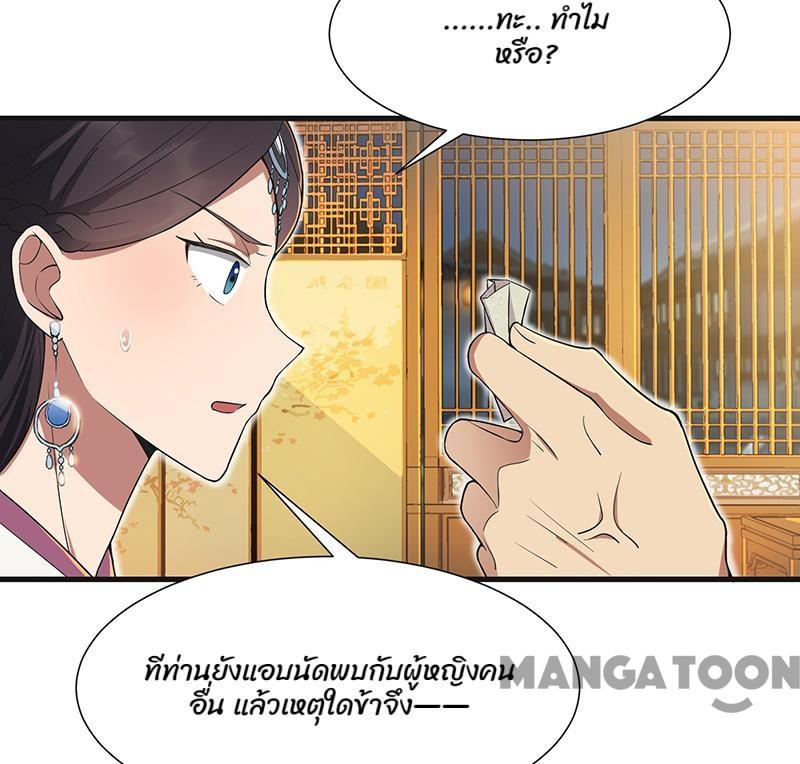 ......ทะ.. ทำไม
หรือ?
ทีท่านยังแอบนัดพบกับผู้หญิงคน
อื่น แล้วเหตุใดข้าจึง——
MANGATOON